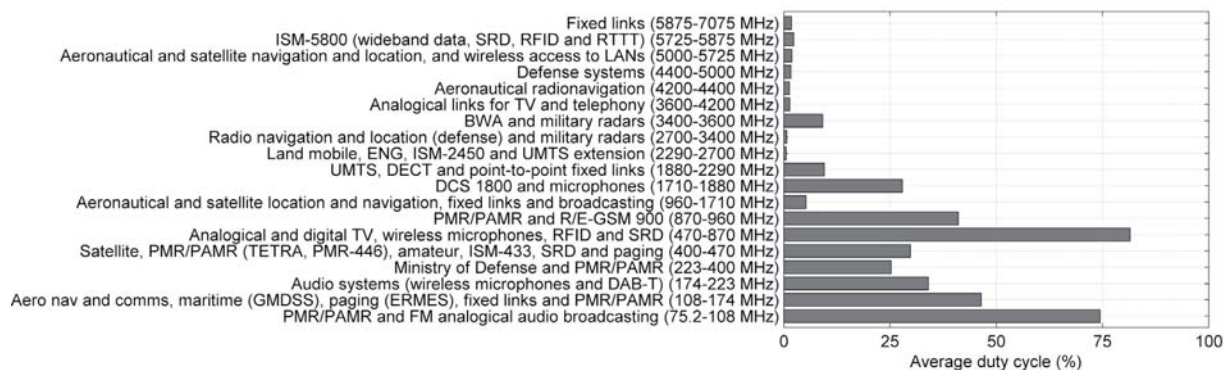 Fixed links (5875-7075 MHz)
ISM-5800 (wideband data, SRD, RFID and RTTT) (5725-5875 MHz)
Aeronautical and satellite navigation and location, and wireless access to LANs (5000-5725 MHz)
Defense systems (4400-5000 MHz)
Aeronautical radionavigation (4200-4400 MHz)
Analogical links for TV and telephony (3600-4200 MHz)
BWA and military radars (3400-3600 MHz)
Radio navigation and location (defense) and military radars (2700-3400 MHz)
Land mobile, ENG, ISM-2450 and UMTS extension (2290-2700 MHz)
UMTS, DECT and point-to-point fixed links (1880-2290 MHz)
DCS 1800 and microphones (1710-1880 MHz)
Aeronautical and satellite location and navigation, fixed links and broadcasting (960-1710 MHz)
PMR/PAMR and R/E-GSM 900 (870-960 MHz)
Analogical and digital TV, wireless microphones, RFID and SRD (470-870 MHz)
Satellite, PMR/PAMR (TETRA, PMR-446), amateur, ISM-433, SRD and paging (400-470 MHz)
Ministry of Defense and PMR/PAMR (223-400 MHz)
Audio systems (wireless microphones and DAB-T) (174-223 MHz)
Aero nav and comms, maritime (GMDSS), paging (ERMES), fixed links and PMR/PAMR (108-174 MHz)
PMR/PAMR and FM analogical audio broadcasting (75.2-108 MHz)
0 25 50 75 100
Average duty cycle (%)